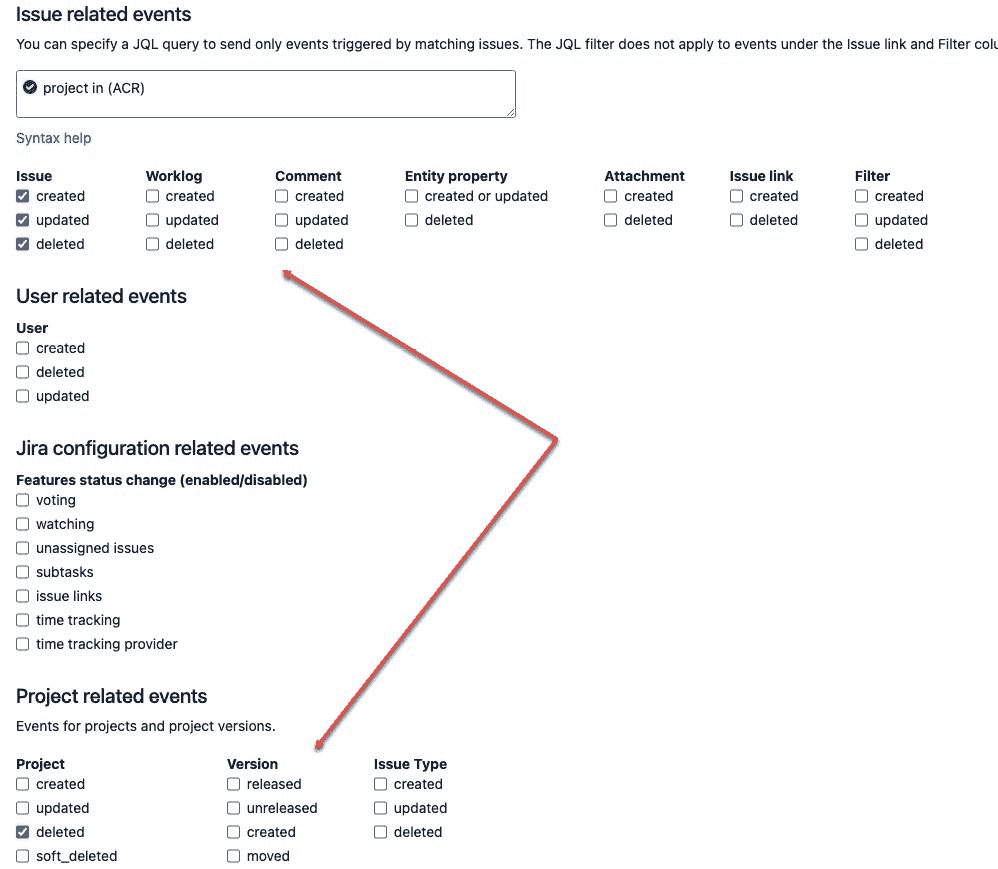 Issue related events
You can specify a JQL query to send only events triggered by matching issues. The JQL filter does not apply to events under the Issue link and Filter colu
project in (ACR)
Syntax help
Issue Worklog Comment Entity property Attachment Issue link Filter
created created created created or updated created created created
updated updated updated deleted deleted deleted updated
deleted deleted deleted deleted
User related events
User
created
deleted
updated
Jira configuration related events
Features status change (enabled/disabled)
voting
watching
unassigned issues
subtasks
issue links
time tracking
time tracking provider
Project related events
Events for projects and project versions.
Project Version Issue Type
created released created
updated unreleased updated
deleted created deleted
soft_deleted moved